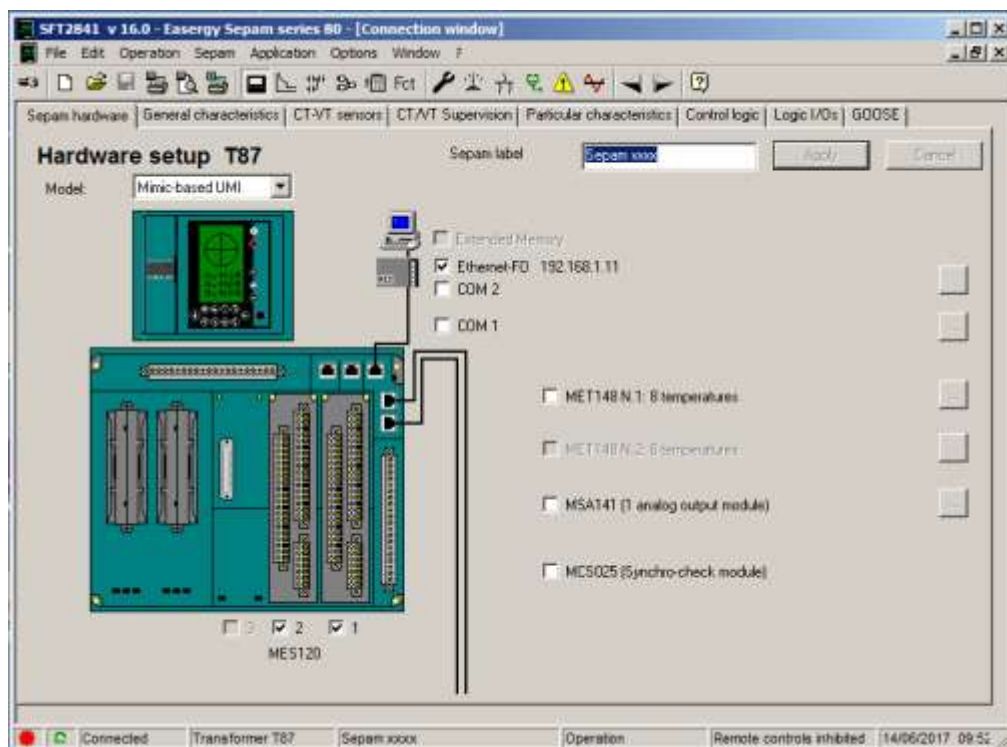 SFT2841 v 16.0 - Easergy Sepam series 80 - [Connection window]
File Edit Operation Sepam Application Options Window ?
Fct
Sepam hardware General characteristics CT-VT sensors CT/VT Supervision Particular characteristics Control logic Logic I/Os GOOSE
Hardware setup T87 Sepam label Sepam xxxx Apply Cancel
Model: Mimic-based UMI
Extended Memory
Ethernet-FO 192.168.1.11
COM 2
COM 1
MET148 N.1: 8 temperatures
MET148 N.2: 8 temperatures
MSA141 (1 analog output module)
MCS025 (Synchro-check module)
3 2 1
MES120
Connected Transformer T87 Sepam xxxx Operation Remote controls inhibited 14/06/2017